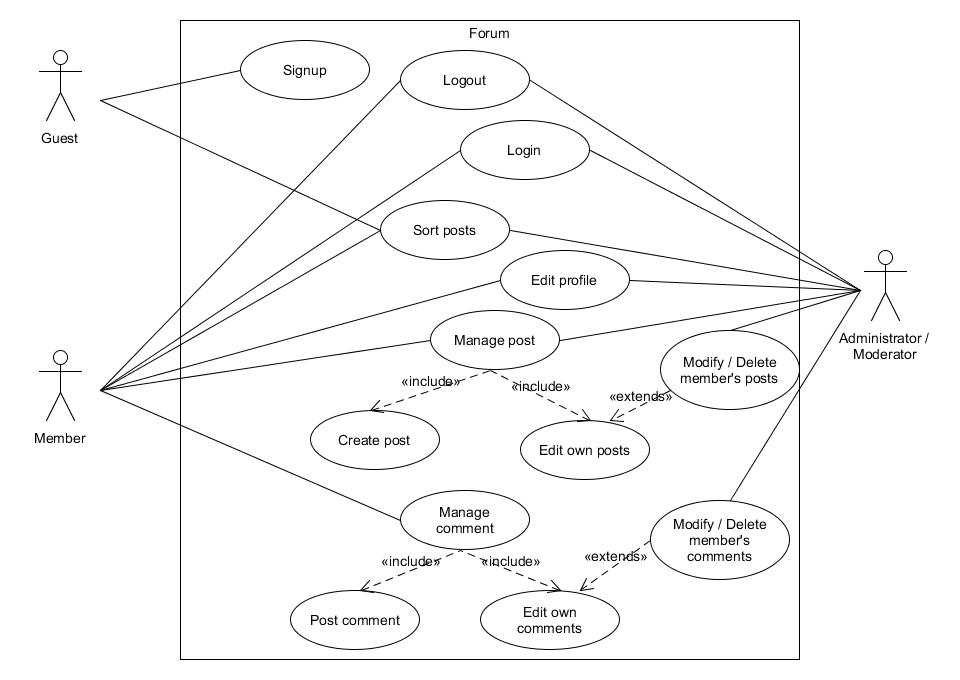 Forum
Signup
Logout
Guest
Login
Sort posts
Edit profile
Administrator /
Moderator
Manage post
Modify / Delete
member's posts
«include»
«include»
«extends»
Member
Create post
Edit own posts
Manage
comment
Modify / Delete
member's
comments
«include»
«include»
«extends»
Post comment
Edit own
comments